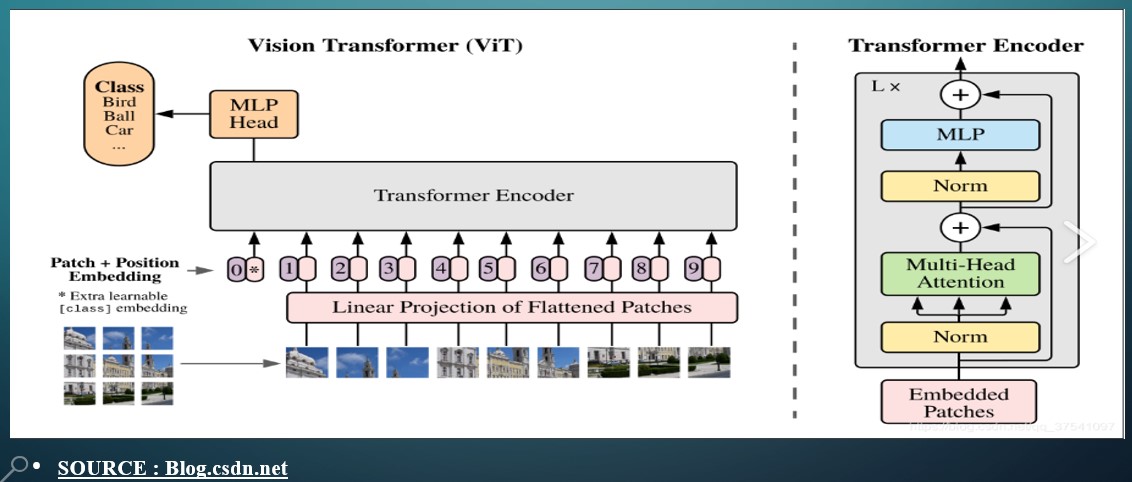 Vision Transformer (ViT)
Class
Bird
Ball
Car
...
MLP
Head
Transformer Encoder
Patch + Position
Embedding
0 * 1 2 3 4 5 6 7 8 9
* Extra learnable
[class] embedding
Linear Projection of Flattened Patches
Transformer Encoder
L ×
+
MLP
Norm
+
Multi-Head
Attention
Norm
Embedded
Patches
https://blog.csdn.net/qq_37541097
• SOURCE : Blog.csdn.net